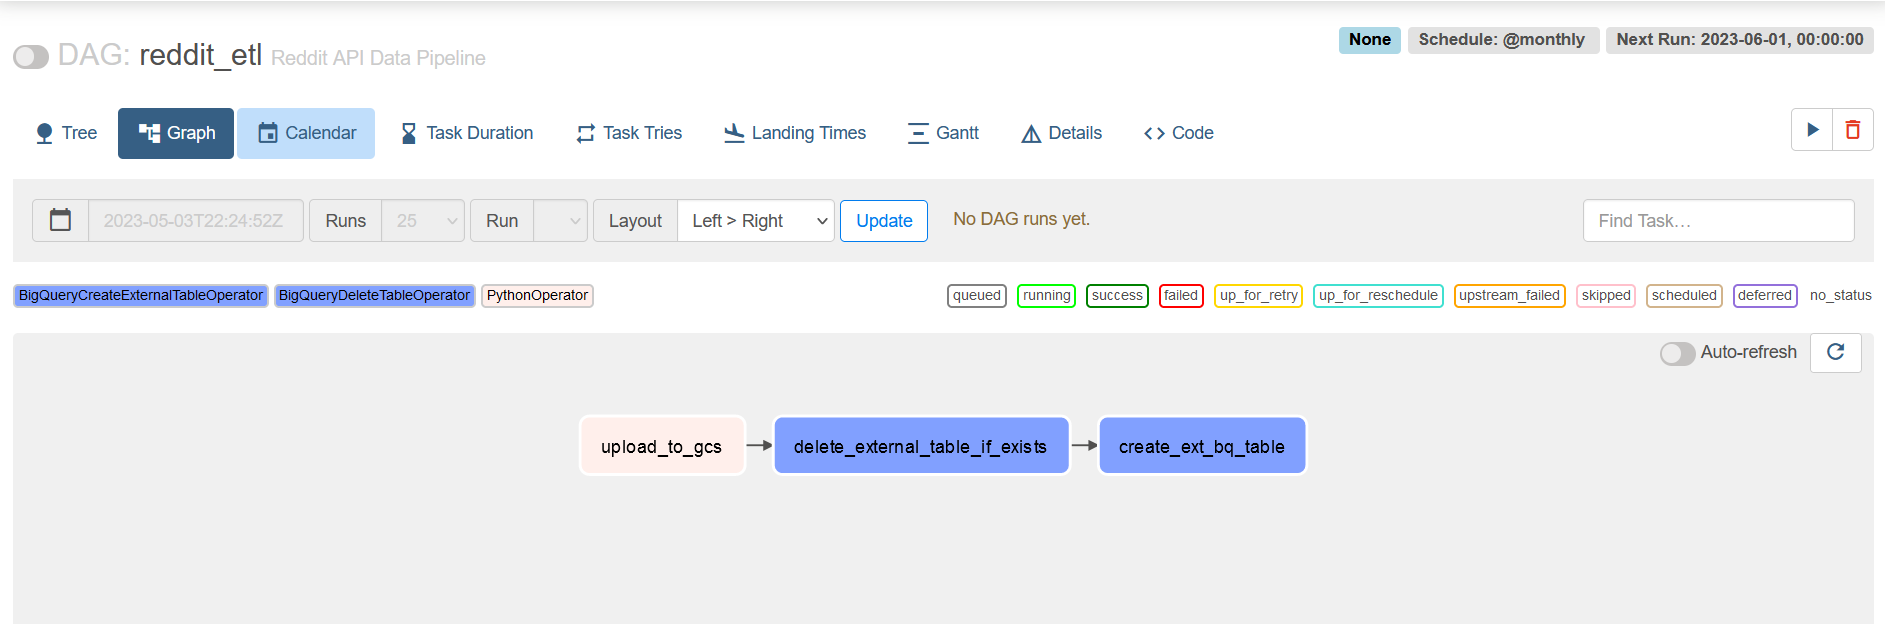 DAG: reddit_etl Reddit API Data Pipeline
None Schedule: @monthly Next Run: 2023-06-01, 00:00:00
Tree Graph Calendar Task Duration Task Tries Landing Times Gantt Details Code
2023-05-03T22:24:52Z Runs 25 Run Layout Left > Right Update No DAG runs yet. Find Task…
BigQueryCreateExternalTableOperator BigQueryDeleteTableOperator PythonOperator queued running success failed up_for_retry up_for_reschedule upstream_failed skipped scheduled deferred no_status
Auto-refresh
upload_to_gcs delete_external_table_if_exists create_ext_bq_table